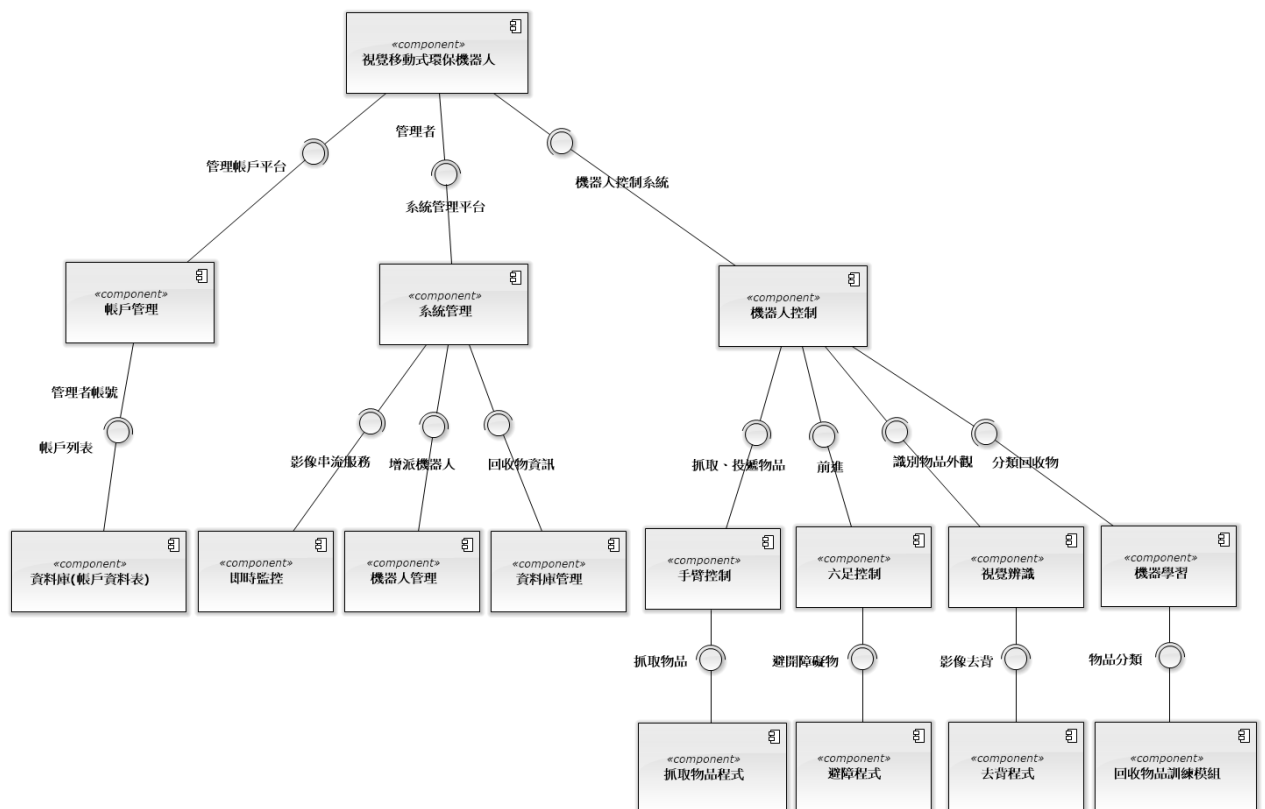 «component»
視覺移動式環保機器人
管理者
管理帳戶平台
機器人控制系統
系統管理平台
«component»
帳戶管理
«component»
系統管理
«component»
機器人控制
管理者帳號
帳戶列表
影像串流服務
增派機器人
回收物資訊
抓取、投遞物品
前進
識別物品外觀
分類回收物
«component»
資料庫(帳戶資料表)
«component»
即時監控
«component»
機器人管理
«component»
資料庫管理
«component»
手臂控制
«component»
六足控制
«component»
視覺辨識
«component»
機器學習
抓取物品
避開障礙物
影像去背
物品分類
«component»
抓取物品程式
«component»
避障程式
«component»
去背程式
«component»
回收物品訓練模組